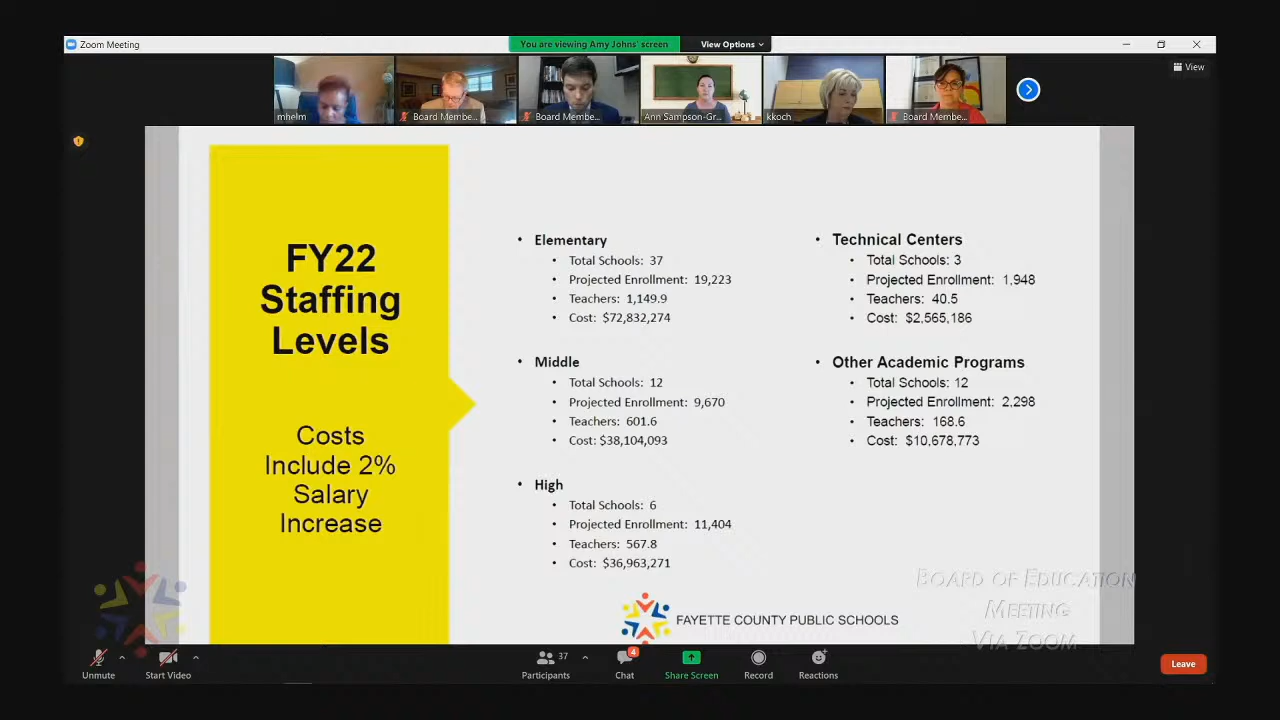 Zoom Meeting
You are viewing Amy Johns' screen
View Options
View
mhelm
Board Membe...
Board Membe...
Ann Sampson-Gr...
kkoch
Board Membe...
FY22
Staffing
Levels
Costs
Include 2%
Salary
Increase
• Elementary
• Total Schools: 37
• Projected Enrollment: 19,223
• Teachers: 1,149.9
• Cost: $72,832,274
• Middle
• Total Schools: 12
• Projected Enrollment: 9,670
• Teachers: 601.6
• Cost: $38,104,093
• High
• Total Schools: 6
• Projected Enrollment: 11,404
• Teachers: 567.8
• Cost: $36,963,271
• Technical Centers
• Total Schools: 3
• Projected Enrollment: 1,948
• Teachers: 40.5
• Cost: $2,565,186
• Other Academic Programs
• Total Schools: 12
• Projected Enrollment: 2,298
• Teachers: 168.6
• Cost: $10,678,773
FAYETTE COUNTY PUBLIC SCHOOLS
BOARD OF EDUCATION
MEETING
VIA ZOOM
Unmute
Start Video
37
Participants
4
Chat
Share Screen
Record
Reactions
Leave